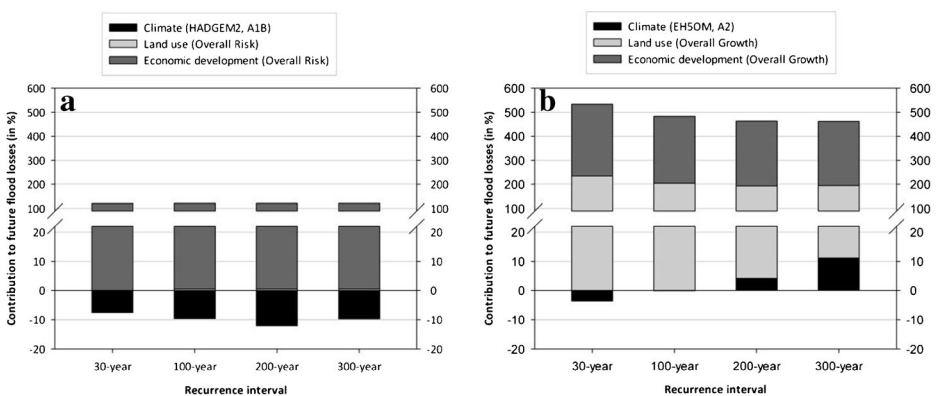 Climate (HADGEM2, A1B)
Land use (Overall Risk)
Economic development (Overall Risk)
a
Contribution to future flood losses (in %)
600 600
500 500
400 400
300 300
200 200
100 100
20 20
10 10
0 0
-10 -10
-20 -20
30-year 100-year 200-year 300-year
Recurrence interval
Climate (EH5OM, A2)
Land use (Overall Growth)
Economic development (Overall Growth)
b
Contribution to future flood losses (in %)
600 600
500 500
400 400
300 300
200 200
100 100
20 20
10 10
0 0
-10 -10
-20 -20
30-year 100-year 200-year 300-year
Recurrence interval